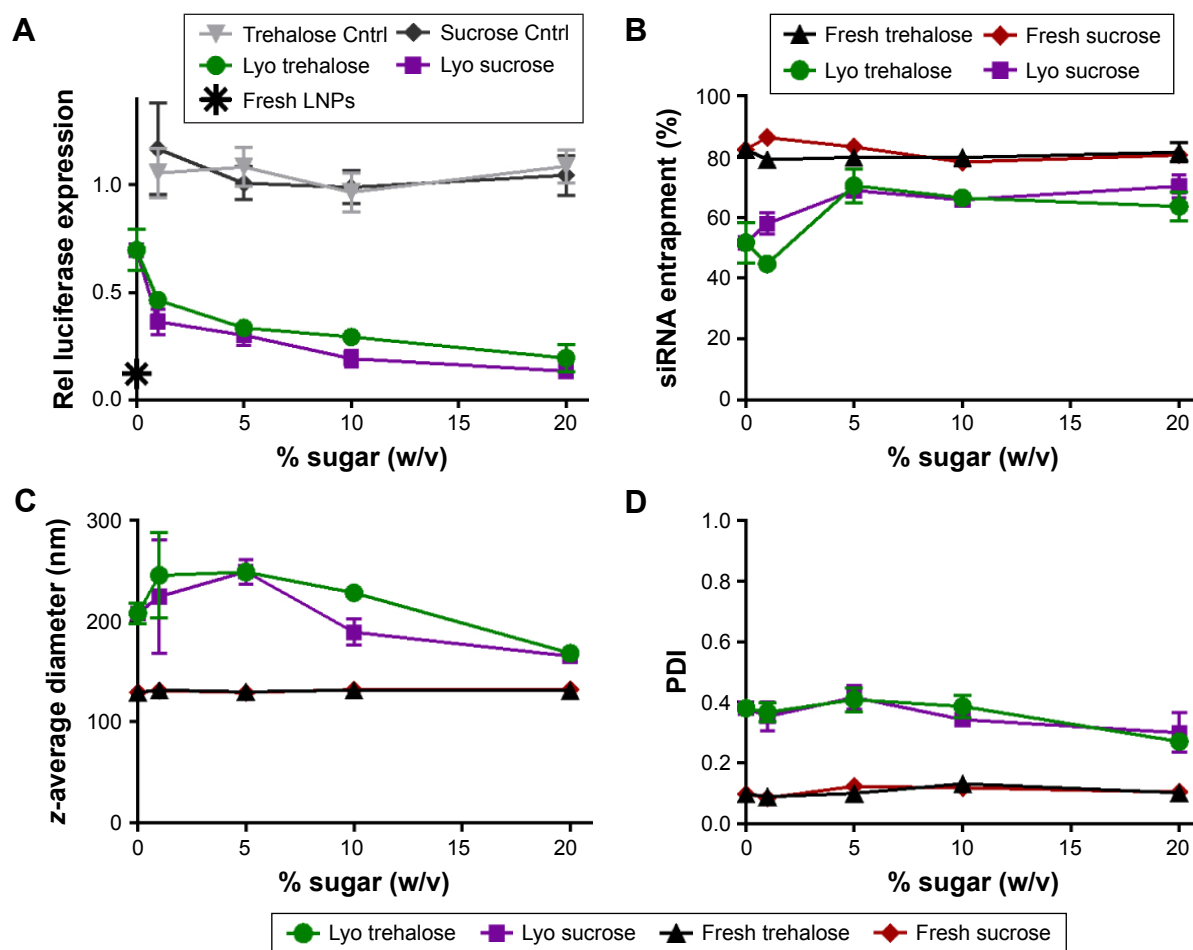 A
Trehalose Cntrl Sucrose Cntrl
Lyo trehalose Lyo sucrose
Fresh LNPs
Rel luciferase expression
1.0
0.5
0.0
0 5 10 15 20
% sugar (w/v)
B
Fresh trehalose Fresh sucrose
Lyo trehalose Lyo sucrose
siRNA entrapment (%)
100
80
60
40
20
0
0 5 10 15 20
% sugar (w/v)
C
z-average diameter (nm)
300
200
100
0
0 5 10 15 20
% sugar (w/v)
D
PDI
1.0
0.8
0.6
0.4
0.2
0.0
0 5 10 15 20
% sugar (w/v)
Lyo trehalose Lyo sucrose Fresh trehalose Fresh sucrose